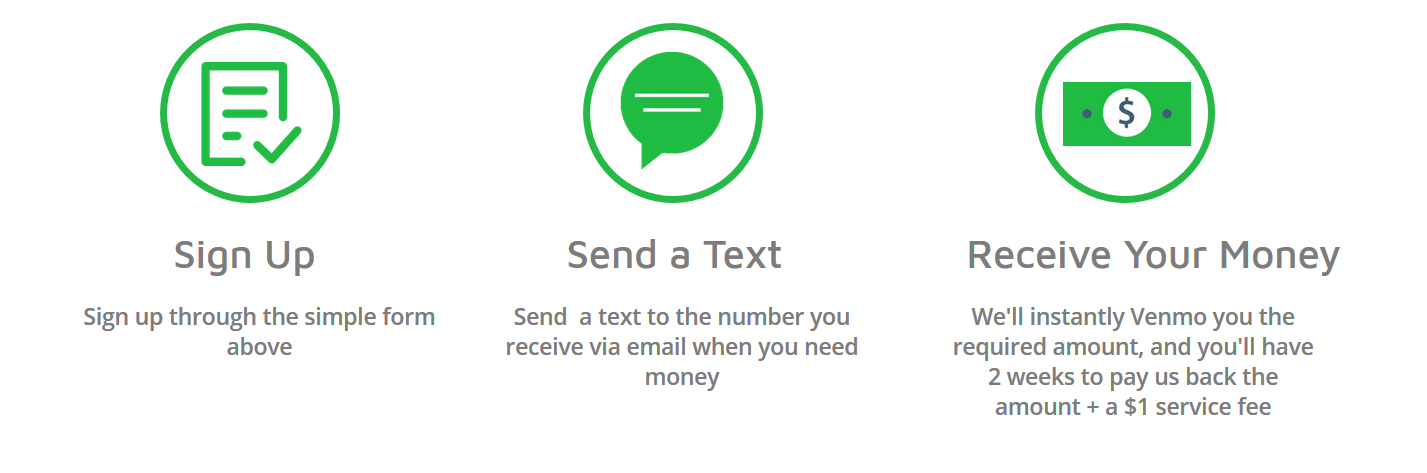 $
Sign Up
Sign up through the simple form
above
Send a Text
Send  a text to the number you
receive via email when you need
money
Receive Your Money
We'll instantly Venmo you the
required amount, and you'll have
2 weeks to pay us back the
amount + a $1 service fee